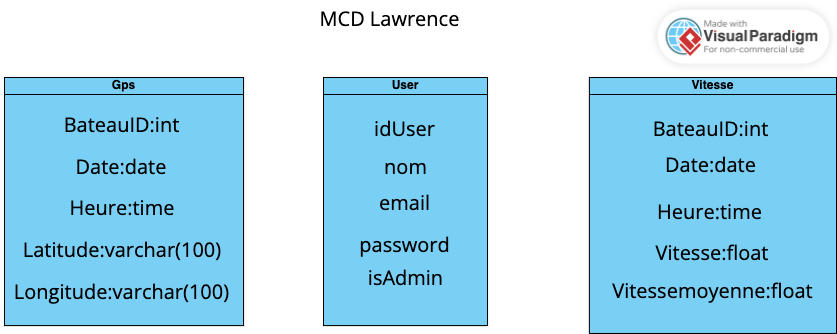 MCD Lawrence
Made with
VisualParadigm
For non-commercial use
Gps
BateauID:int
Date:date
Heure:time
Latitude:varchar(100)
Longitude:varchar(100)
User
idUser
nom
email
password
isAdmin
Vitesse
BateauID:int
Date:date
Heure:time
Vitesse:float
Vitessemoyenne:float